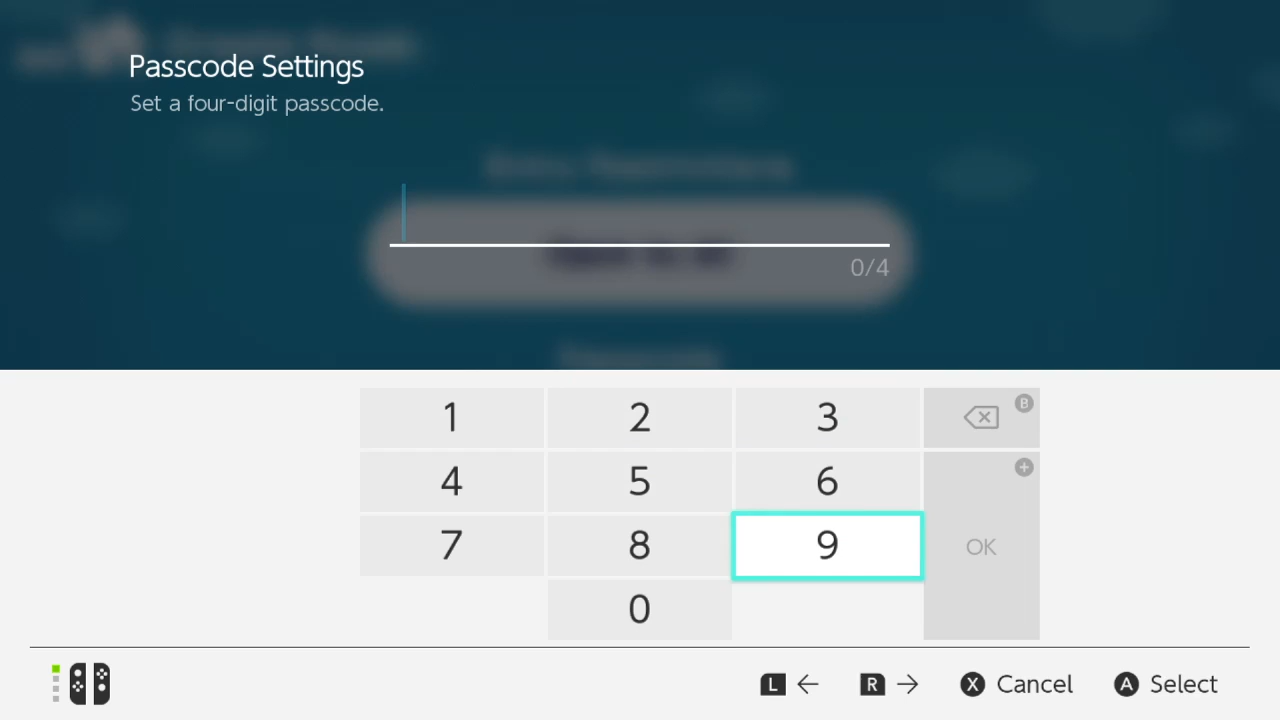 Passcode Settings
Set a four-digit passcode.
0/4
1 2 3 B
4 5 6 +
7 8 9 OK
0
L ← R → X Cancel A Select